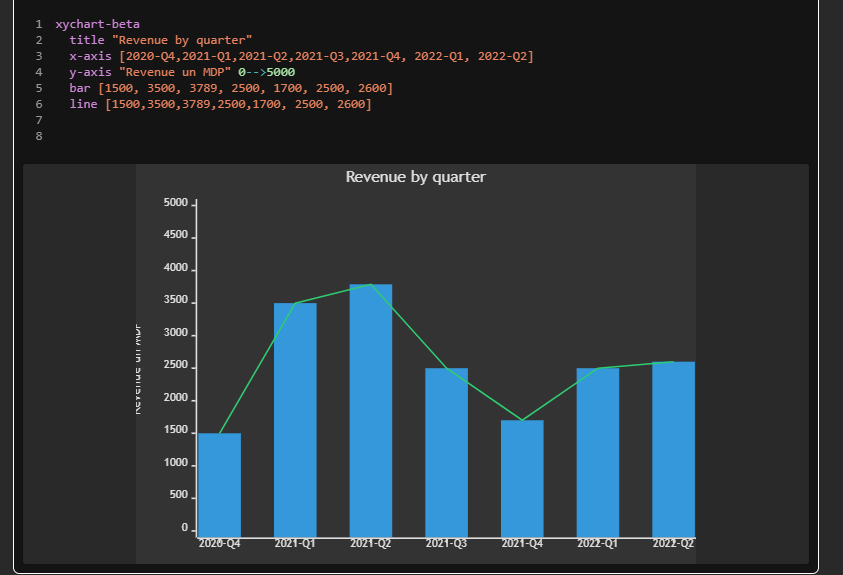 1 xychart-beta
2 title "Revenue by quarter"
3 x-axis [2020-Q4,2021-Q1,2021-Q2,2021-Q3,2021-Q4, 2022-Q1, 2022-Q2]
4 y-axis "Revenue un MDP" 0-->5000
5 bar [1500, 3500, 3789, 2500, 1700, 2500, 2600]
6 line [1500,3500,3789,2500,1700, 2500, 2600]
7
8
Revenue by quarter
5000
4500
4000
3500
3000
2500
2000
1500
1000
500
0
Revenue un MDP
2020-Q4 2021-Q1 2021-Q2 2021-Q3 2021-Q4 2022-Q1 2022-Q2